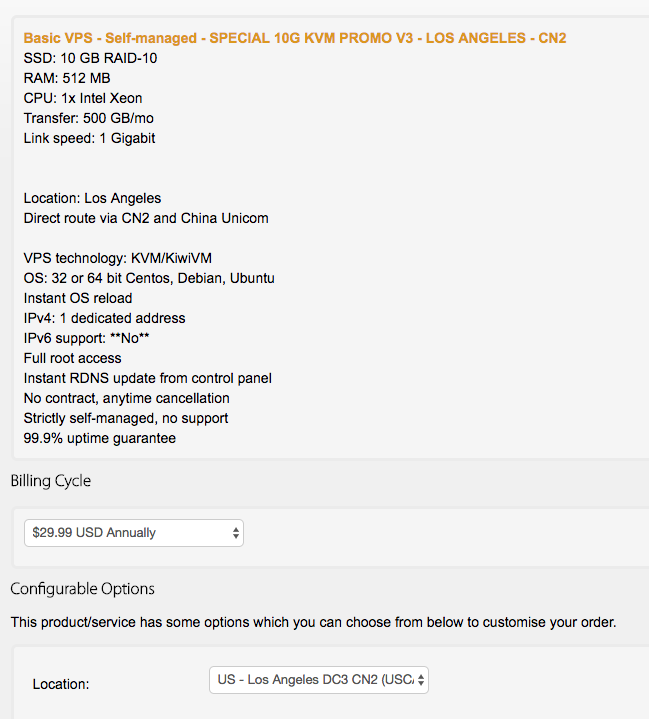 Basic VPS - Self-managed - SPECIAL 10G KVM PROMO V3 - LOS ANGELES - CN2
SSD: 10 GB RAID-10
RAM: 512 MB
CPU: 1x Intel Xeon
Transfer: 500 GB/mo
Link speed: 1 Gigabit
Location: Los Angeles
Direct route via CN2 and China Unicom
VPS technology: KVM/KiwiVM
OS: 32 or 64 bit Centos, Debian, Ubuntu
Instant OS reload
IPv4: 1 dedicated address
IPv6 support: **No**
Full root access
Instant RDNS update from control panel
No contract, anytime cancellation
Strictly self-managed, no support
99.9% uptime guarantee
Billing Cycle
$29.99 USD Annually
Configurable Options
This product/service has some options which you can choose from below to customise your order.
Location: US - Los Angeles DC3 CN2 (USC